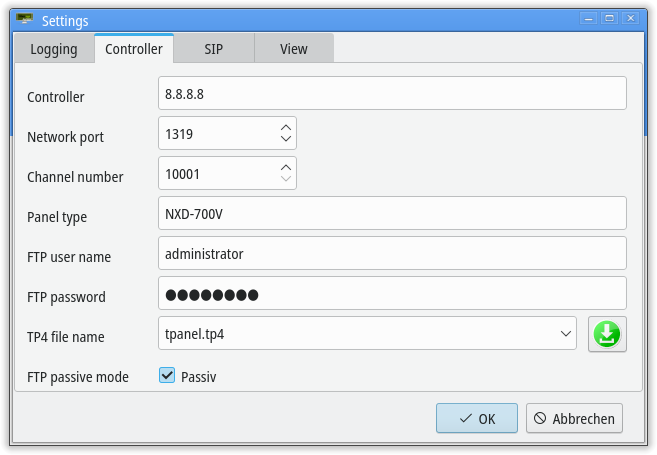 Settings
Logging Controller SIP View
Controller 8.8.8.8
Network port 1319
Channel number 10001
Panel type NXD-700V
FTP user name administrator
FTP password ●●●●●●●●
TP4 file name tpanel.tp4
FTP passive mode Passiv
OK Abbrechen